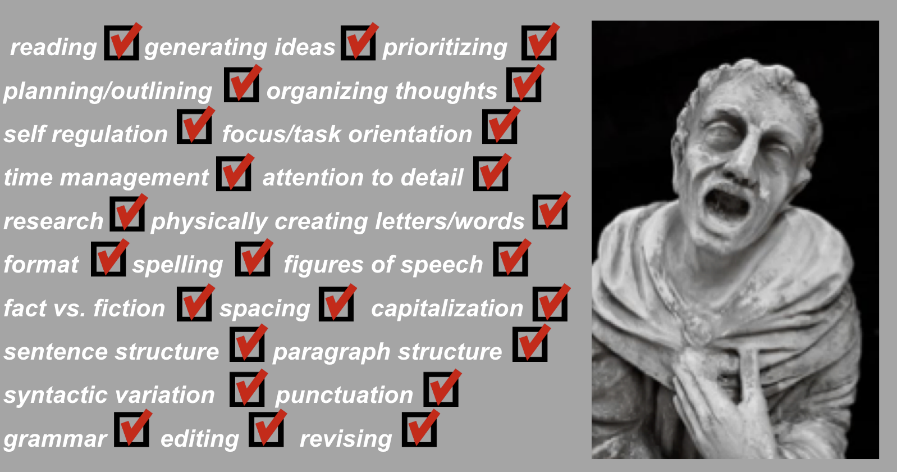 reading generating ideas prioritizing
planning/outlining organizing thoughts
self regulation focus/task orientation
time management attention to detail
research physically creating letters/words
format spelling figures of speech
fact vs. fiction spacing capitalization
sentence structure paragraph structure
syntactic variation punctuation
grammar editing revising